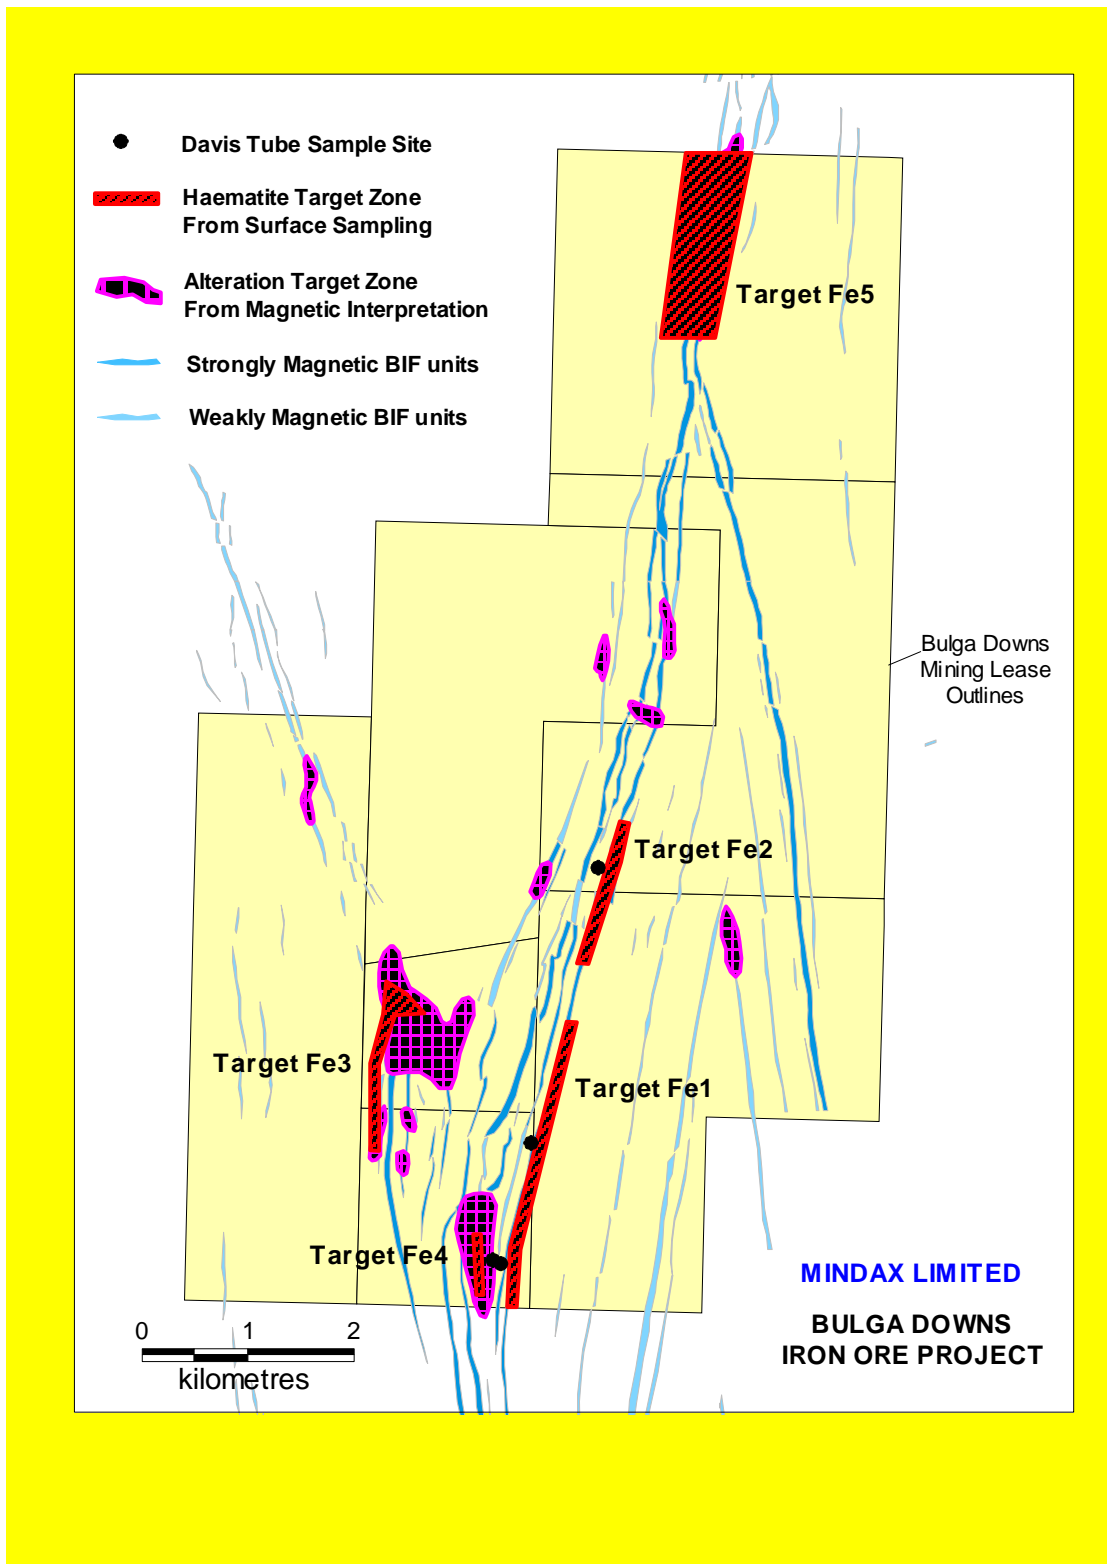 Davis Tube Sample Site
Haematite Target Zone
From Surface Sampling
Alteration Target Zone
From Magnetic Interpretation
Strongly Magnetic BIF units
Weakly Magnetic BIF units
Target Fe5
Bulga Downs
Mining Lease
Outlines
Target Fe2
Target Fe3
Target Fe1
Target Fe4
MINDAX LIMITED
BULGA DOWNS
IRON ORE PROJECT
0 1 2
kilometres